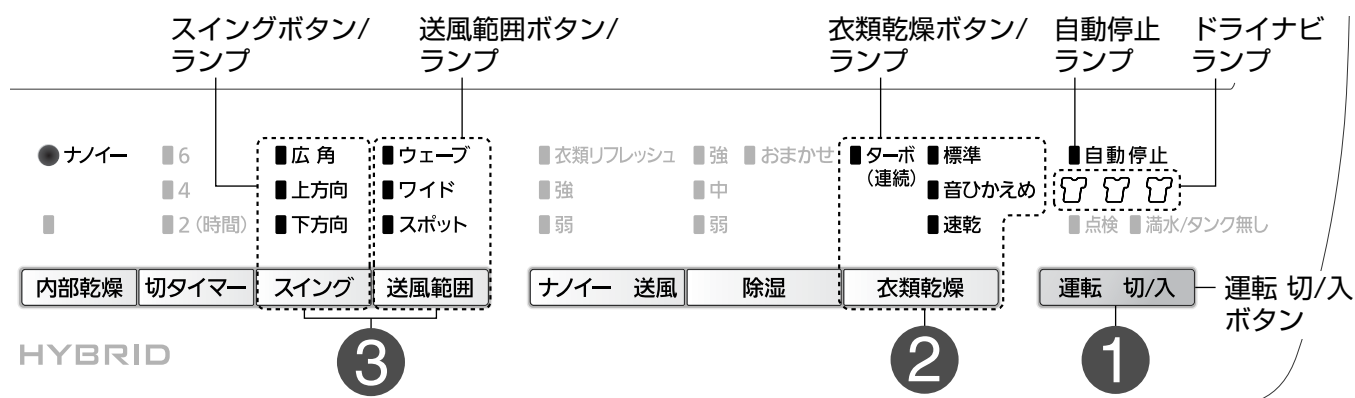 スイングボタン/
ランプ
送風範囲ボタン/
ランプ
衣類乾燥ボタン/
ランプ
自動停止
ランプ
ドライナビ
ランプ
ナノイー
6
4
2(時間)
広角
上方向
下方向
ウェーブ
ワイド
スポット
衣類リフレッシュ
強
弱
強
中
弱
おまかせ
ターボ
(連続)
標準
音ひかえめ
速乾
自動停止
点検
満水/タンク無し
内部乾燥
切タイマー
スイング
送風範囲
ナノイー 送風
除湿
衣類乾燥
運転 切/入
運転 切/入
ボタン
HYBRID
3
2
1